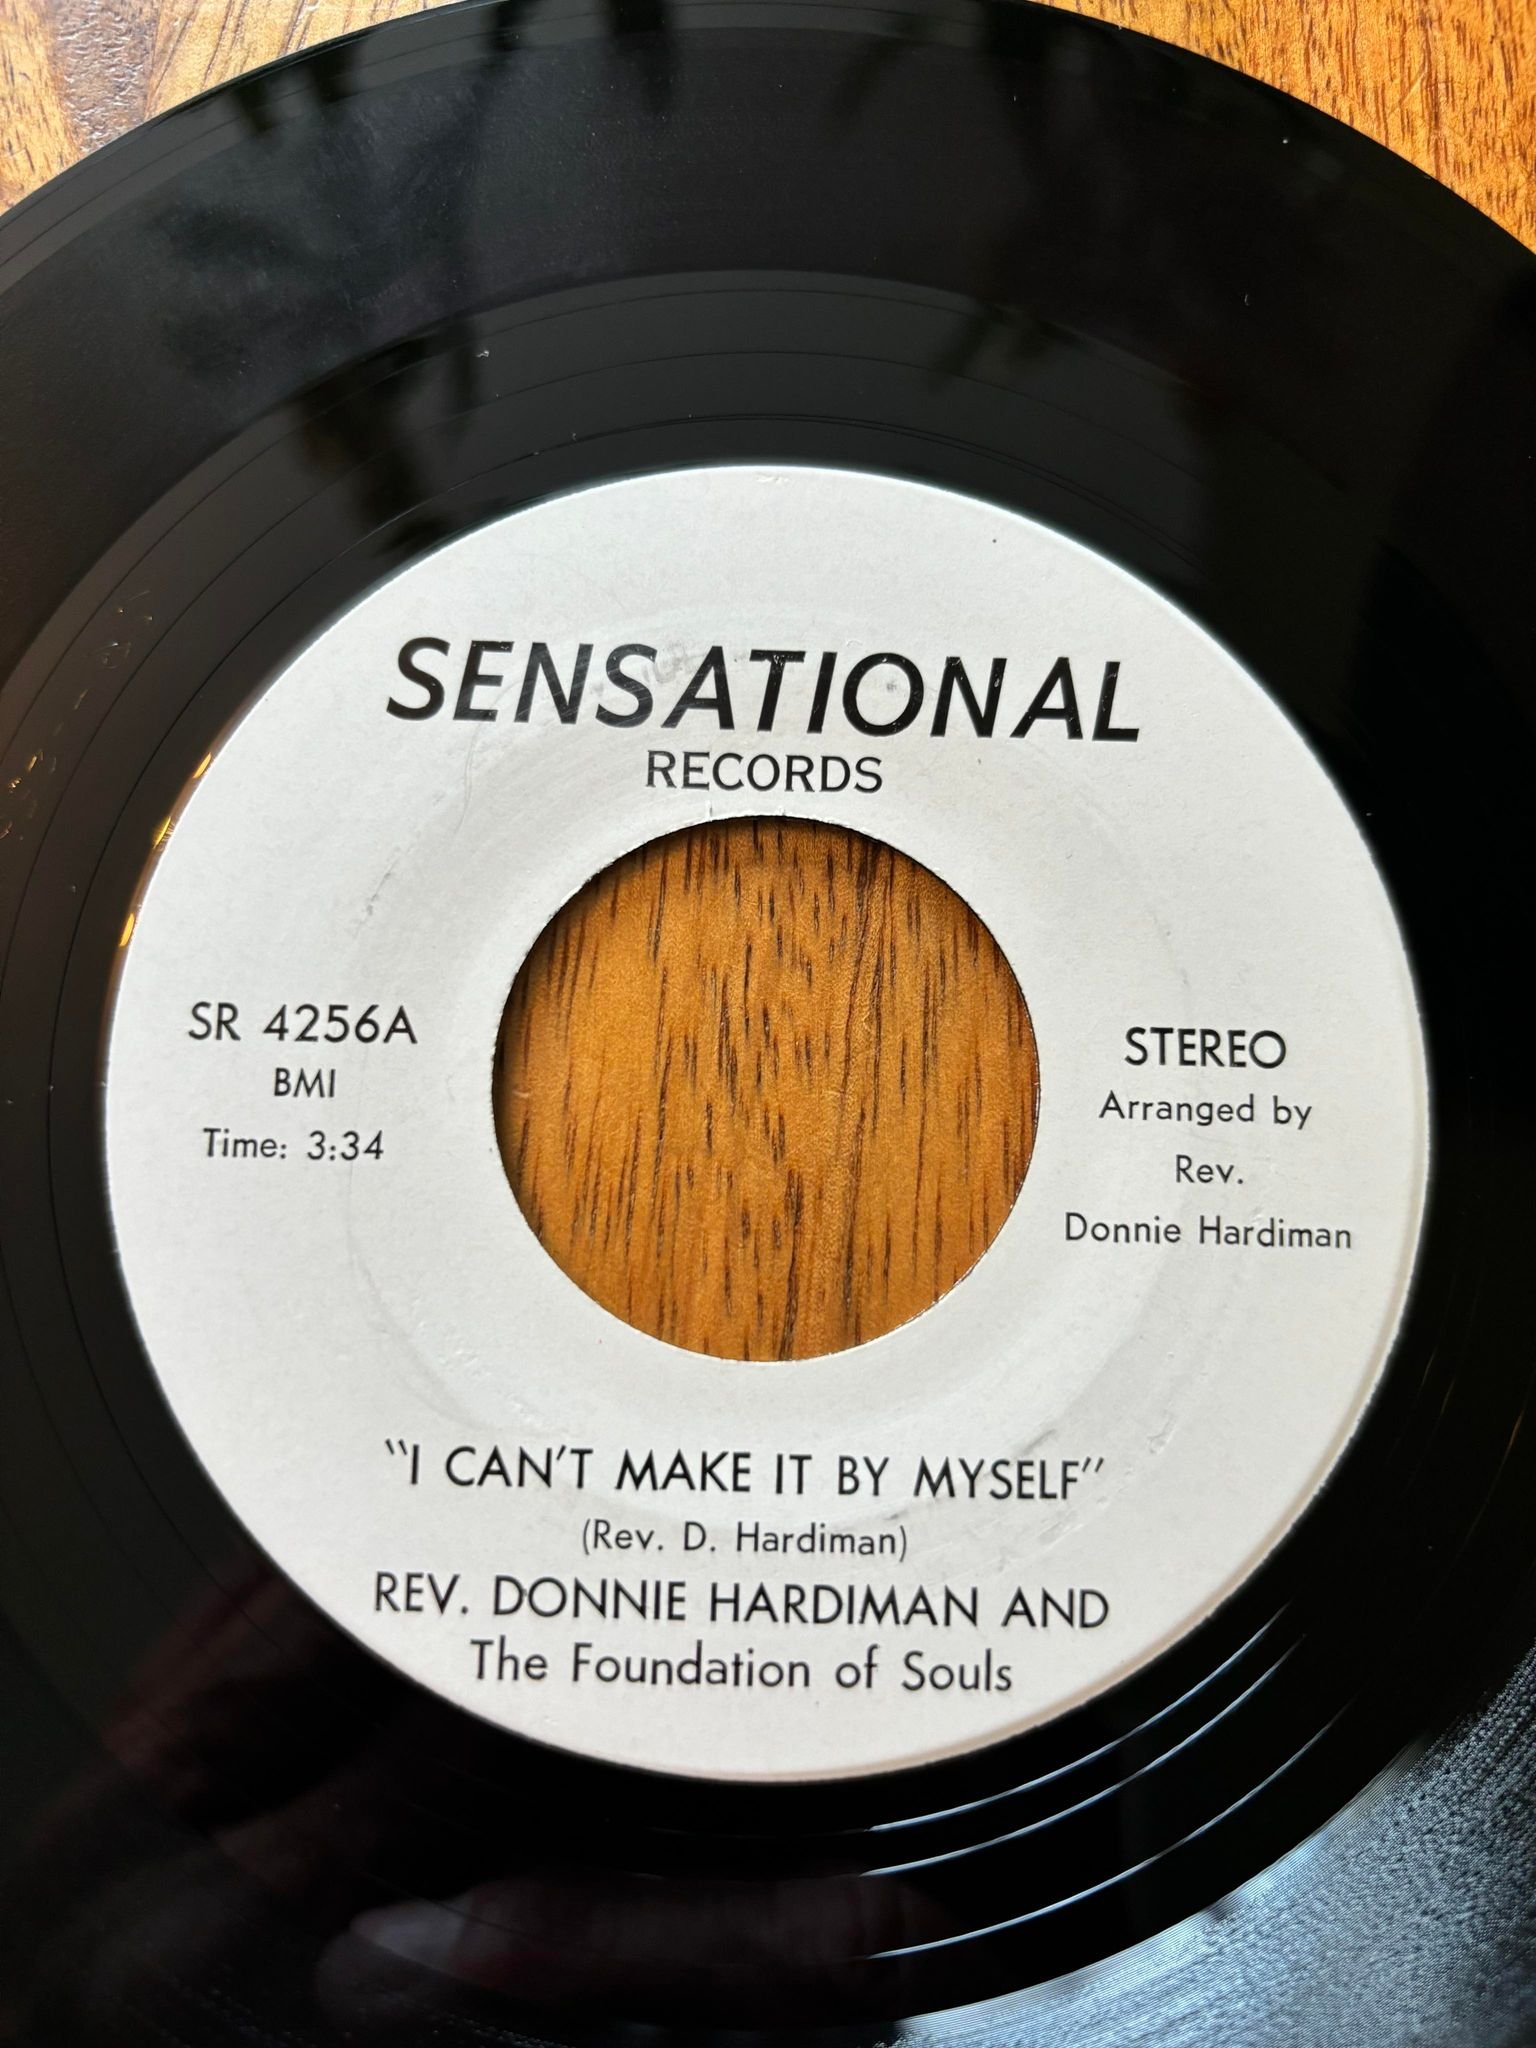 SENSATIONAL
RECORDS
SR 4256A
BMI
Time: 3:34
STEREO
Arranged by
Rev.
Donnie Hardiman
"I CAN'T MAKE IT BY MYSELF"
(Rev. D. Hardiman)
REV. DONNIE HARDIMAN AND
The Foundation of Souls